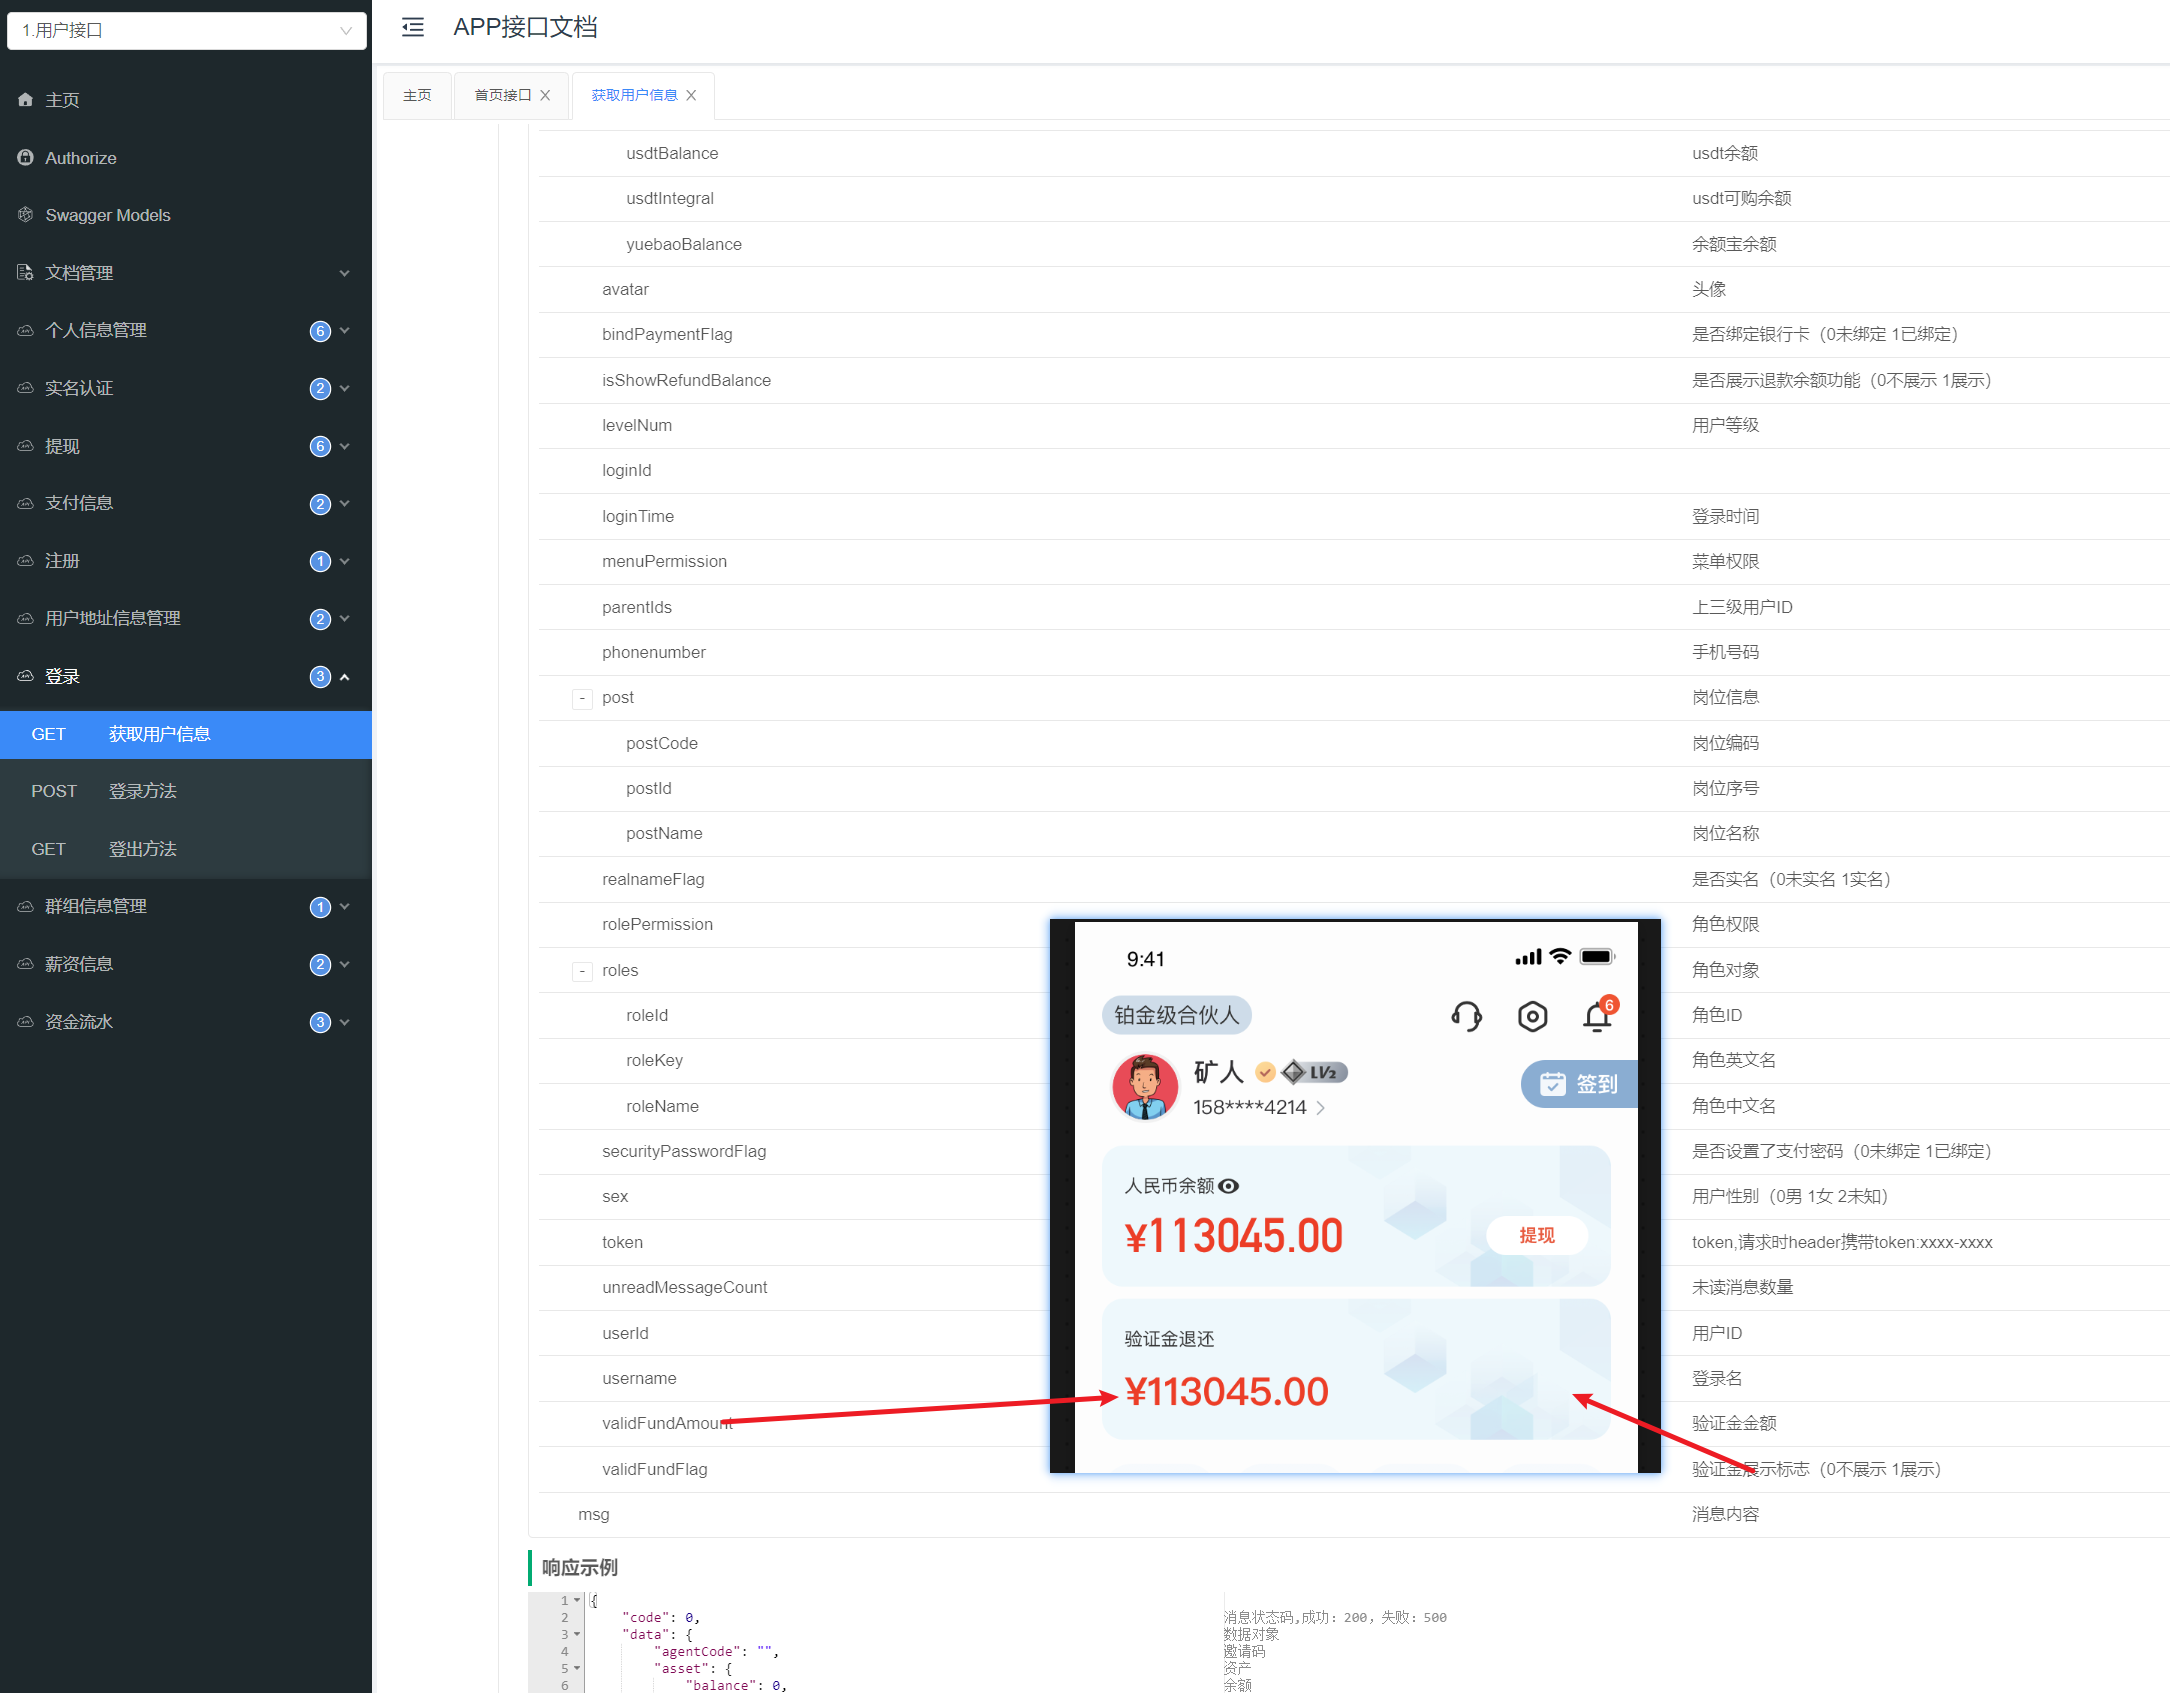 1.用户接口
主页
Authorize
Swagger Models
文档管理
个人信息管理
6
实名认证
2
提现
6
支付信息
2
注册
1
用户地址信息管理
2
登录
3
GET 获取用户信息
POST 登录方法
GET 登出方法
群组信息管理
1
薪资信息
2
资金流水
3
APP接口文档
主页 首页接口 获取用户信息
usdtBalance usdt余额
usdtIntegral usdt可购余额
yuebaoBalance 余额宝余额
avatar 头像
bindPaymentFlag 是否绑定银行卡（0未绑定 1已绑定）
isShowRefundBalance 是否展示退款余额功能（0不展示 1展示）
levelNum 用户等级
loginId
loginTime 登录时间
menuPermission 菜单权限
parentIds 上三级用户ID
phonenumber 手机号码
- post 岗位信息
postCode 岗位编码
postId 岗位序号
postName 岗位名称
realnameFlag 是否实名（0未实名 1实名）
rolePermission 角色权限
- roles 角色对象
roleId 角色ID
roleKey 角色英文名
roleName 角色中文名
securityPasswordFlag 是否设置了支付密码（0未绑定 1已绑定）
sex 用户性别（0男 1女 2未知）
token token,请求时header携带token:xxxx-xxxx
unreadMessageCount 未读消息数量
userId 用户ID
username 登录名
validFundAmount 验证金金额
validFundFlag 验证金展示标志（0不展示 1展示）
msg 消息内容
9:41
铂金级合伙人
6
矿人 LV2
158****4214
签到
人民币余额
¥113045.00
提现
验证金退还
¥113045.00
响应示例
1 {
2 "code": 0, 消息状态码,成功：200，失败：500
3 "data": { 数据对象
4 "agentCode": "", 邀请码
5 "asset": { 资产
6 "balance": 0, 余额